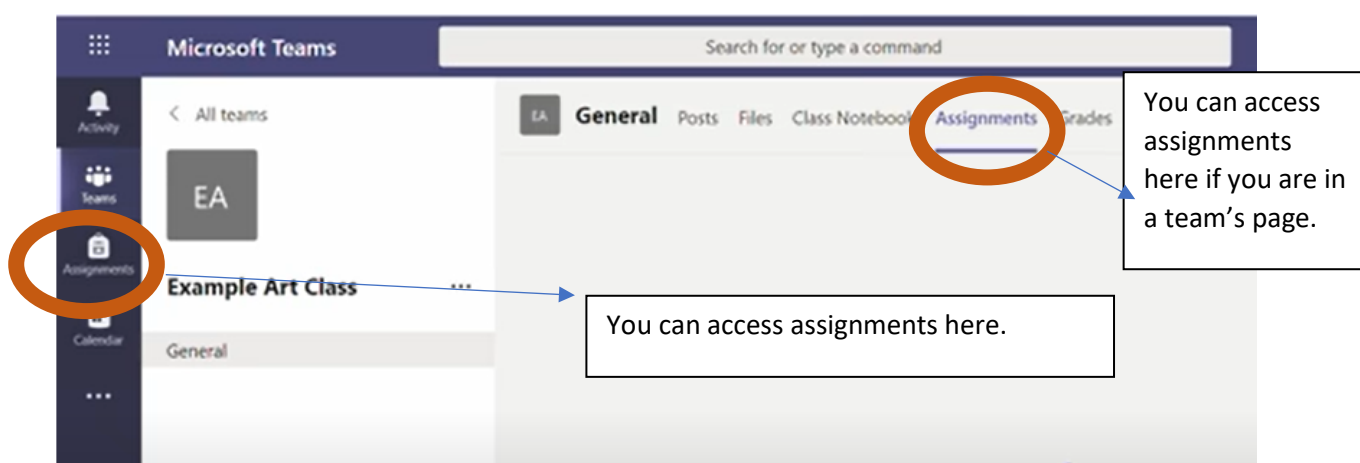 Microsoft Teams
Search for or type a command
Activity
Teams
Assignments
Calendar
All teams
EA
Example Art Class
General
EA General Posts Files Class Notebook Assignments Grades
You can access
assignments
here if you are in
a team’s page.
You can access assignments here.